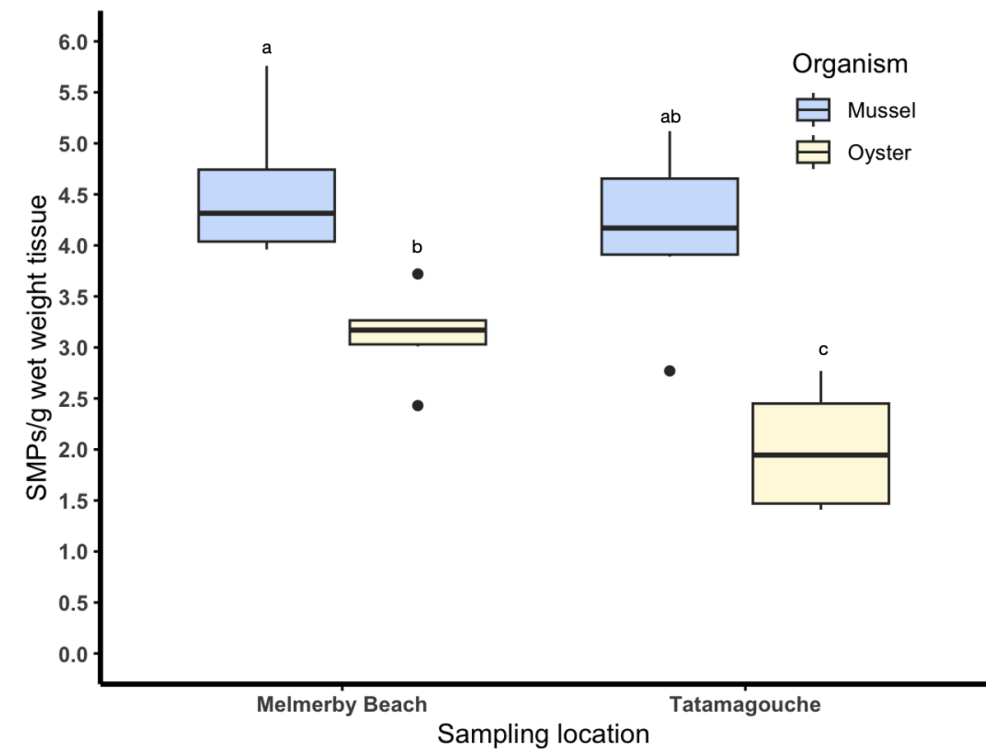 SMPs/g wet weight tissue
6.0
5.5
5.0
4.5
4.0
3.5
3.0
2.5
2.0
1.5
1.0
0.5
0.0
a
b
ab
c
Organism
Mussel
Oyster
Melmerby Beach
Tatamagouche
Sampling location